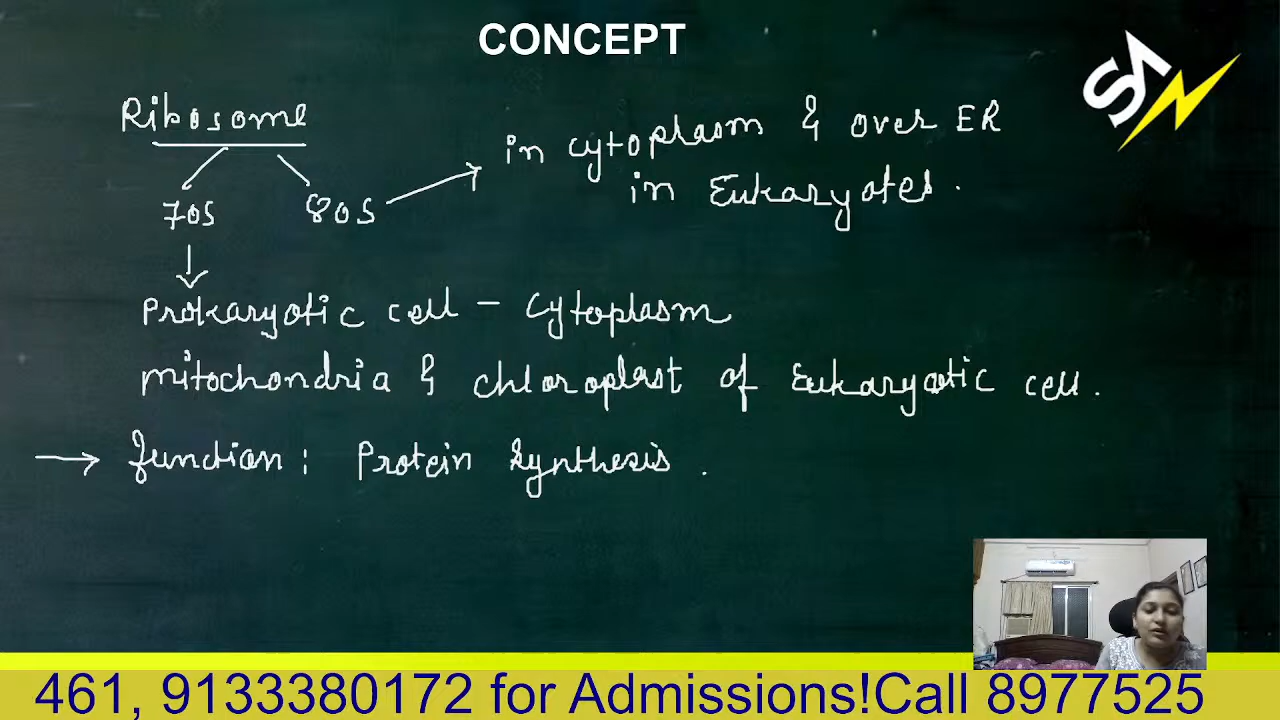 CONCEPT
SAN
Ribosome
70S
80S → in cytoplasm & over ER
in Eukaryotes.
Prokaryotic cell - Cytoplasm
mitochondria & chloroplast of Eukaryotic cell.
→ function: Protein Synthesis.
461, 9133380172 for Admissions!Call 8977525